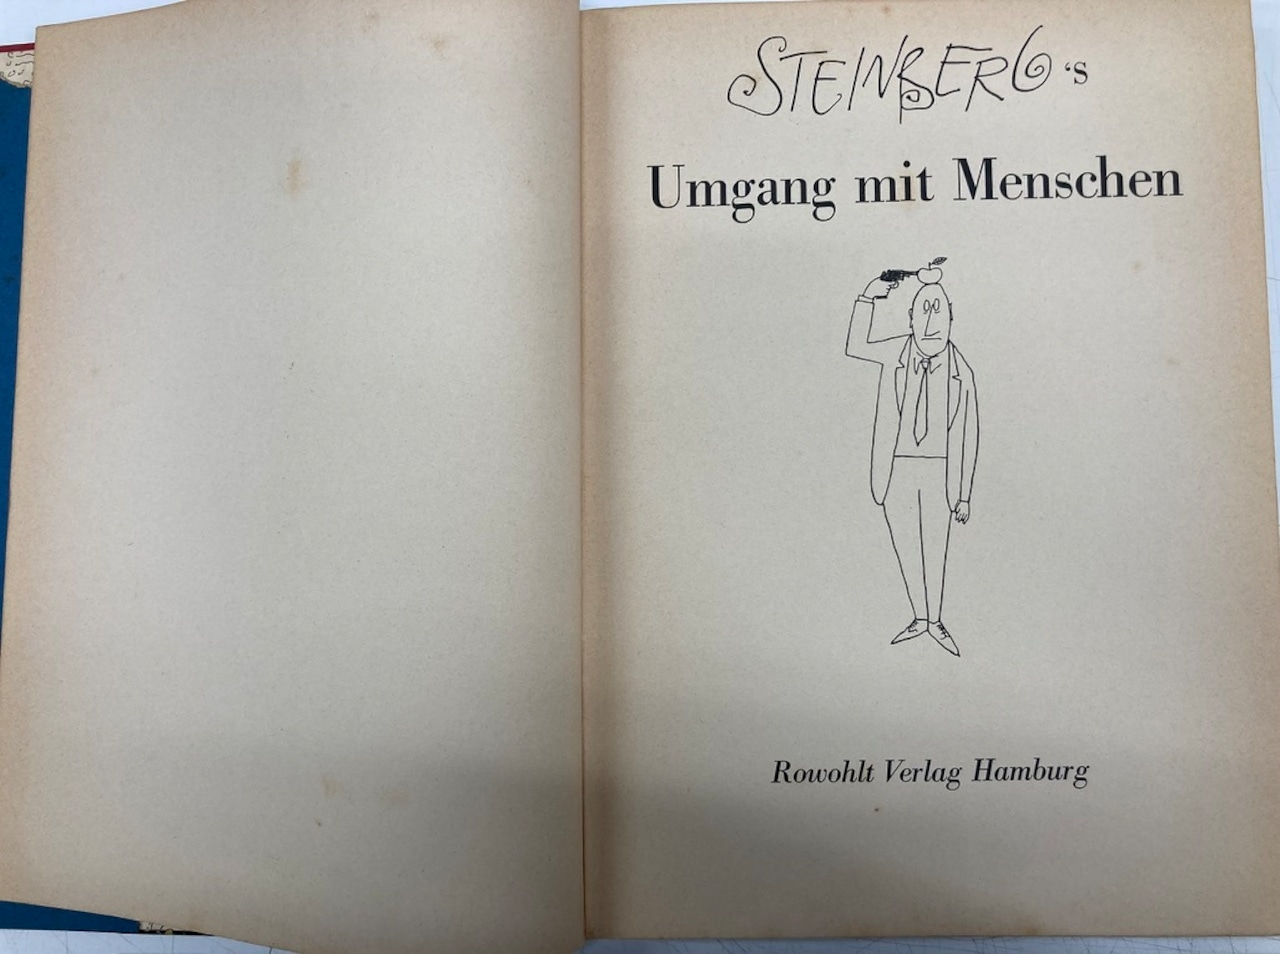 STEINBERG ‘s
Umgang mit Menschen
Rowohlt Verlag Hamburg